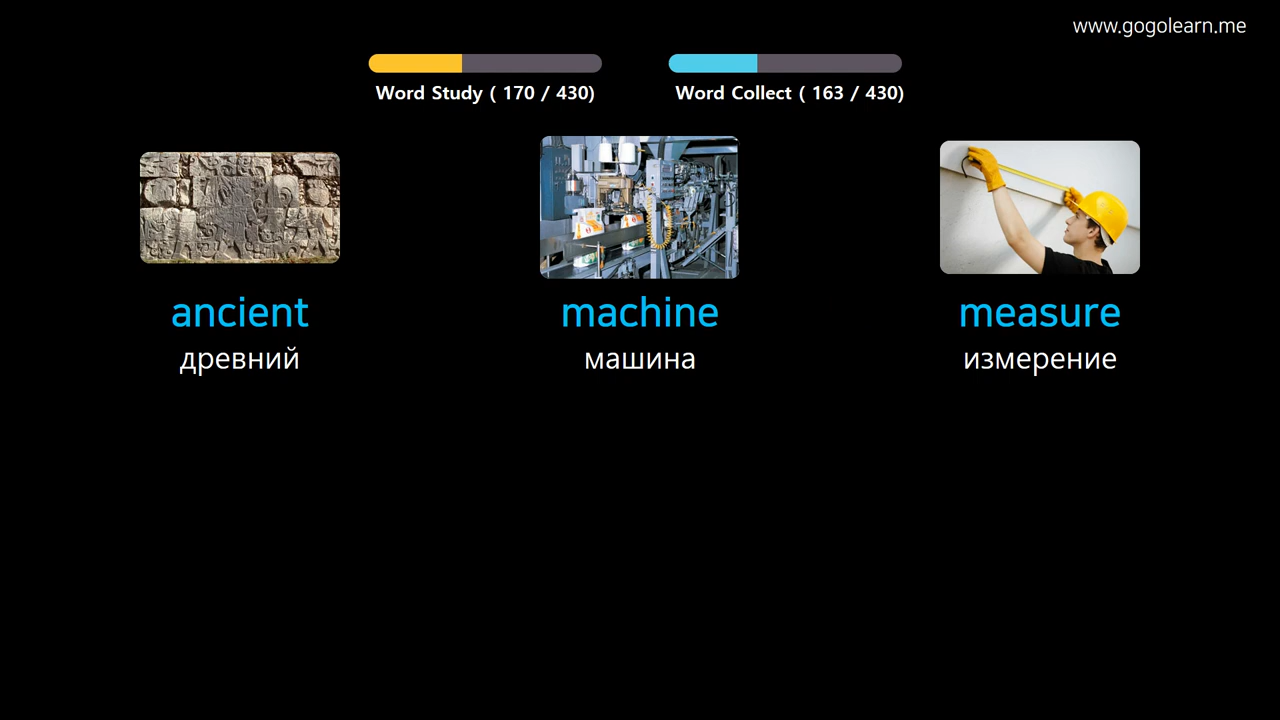 www.gogolearn.me
Word Study ( 170 / 430)
Word Collect ( 163 / 430)
ancient
machine
measure
древний
машина
измерение